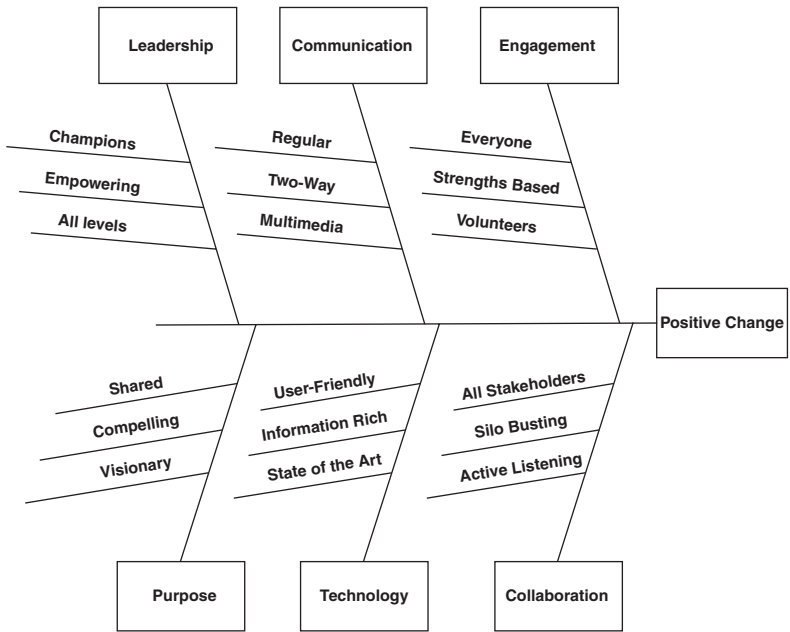 Leadership
Communication
Engagement
Champions
Empowering
All levels
Regular
Two-Way
Multimedia
Everyone
Strengths Based
Volunteers
Positive Change
Shared
Compelling
Visionary
User-Friendly
Information Rich
State of the Art
All Stakeholders
Silo Busting
Active Listening
Purpose
Technology
Collaboration